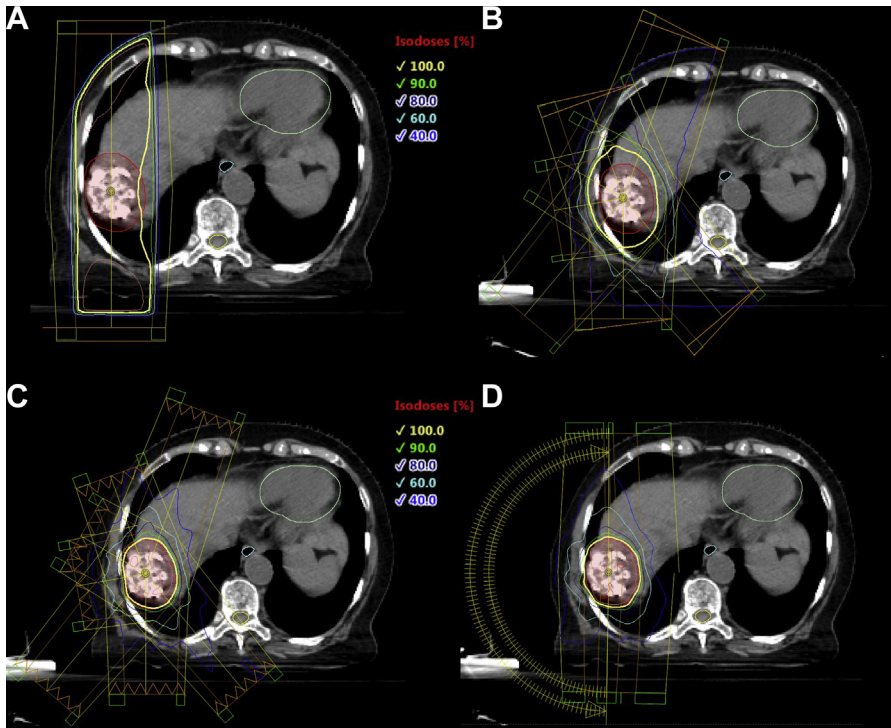 A
Isodoses [%]
✓ 100.0
✓ 90.0
✓ 80.0
✓ 60.0
✓ 40.0
B
C
Isodoses [%]
✓ 100.0
✓ 90.0
✓ 80.0
✓ 60.0
✓ 40.0
D